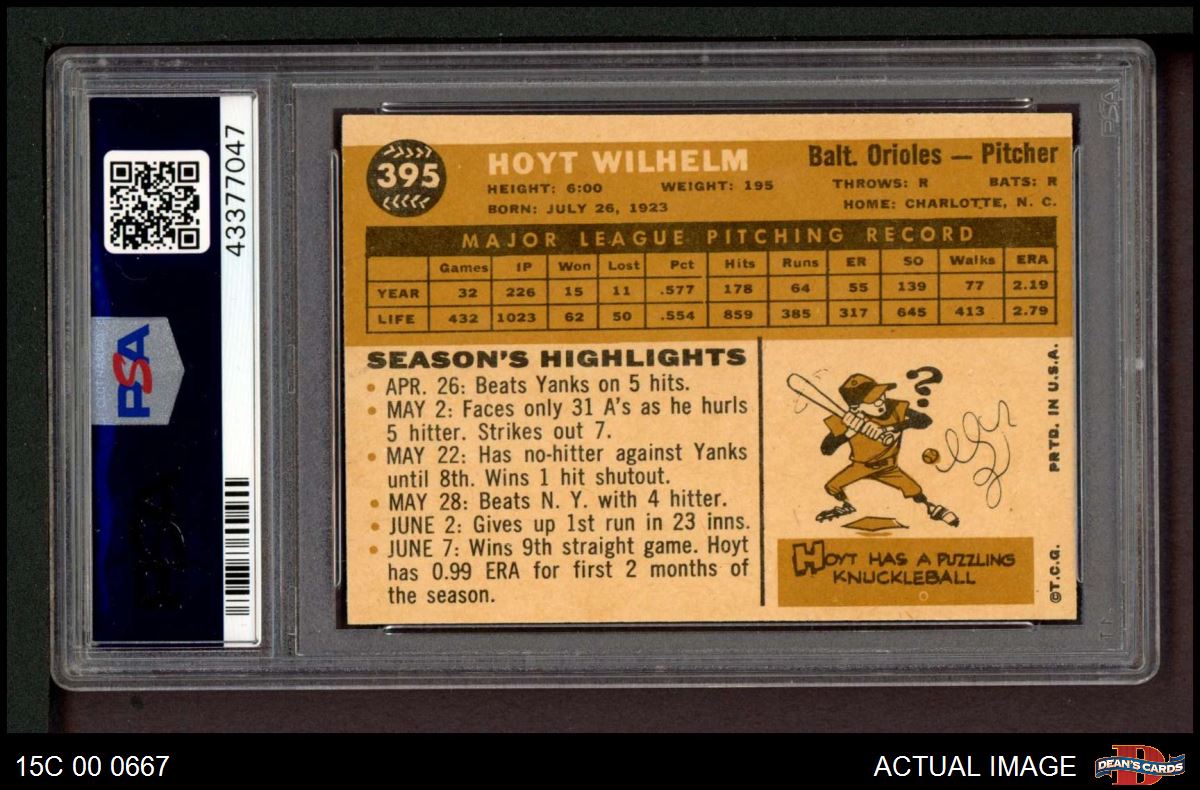 43377047
PSA
395
HOYT WILHELM
Balt. Orioles — Pitcher
HEIGHT: 6:00 WEIGHT: 195 THROWS: R BATS: R
BORN: JULY 26, 1923 HOME: CHARLOTTE, N. C.
MAJOR LEAGUE PITCHING RECORD
Games IP Won Lost Pct Hits Runs ER SO Walks ERA
YEAR 32 226 15 11 .577 178 64 55 139 77 2.19
LIFE 432 1023 62 50 .554 859 385 317 645 413 2.79
SEASON'S HIGHLIGHTS
• APR. 26: Beats Yanks on 5 hits.
• MAY 2: Faces only 31 A's as he hurls
5 hitter. Strikes out 7.
• MAY 22: Has no-hitter against Yanks
until 8th. Wins 1 hit shutout.
• MAY 28: Beats N. Y. with 4 hitter.
• JUNE 2: Gives up 1st run in 23 inns.
• JUNE 7: Wins 9th straight game. Hoyt
has 0.99 ERA for first 2 months of
the season.
??
HOYT HAS A PUZZLING
KNUCKLEBALL
©T.C.G. PRTD. IN U.S.A.
PSA
15C 00 0667
ACTUAL IMAGE
DEAN'S CARDS